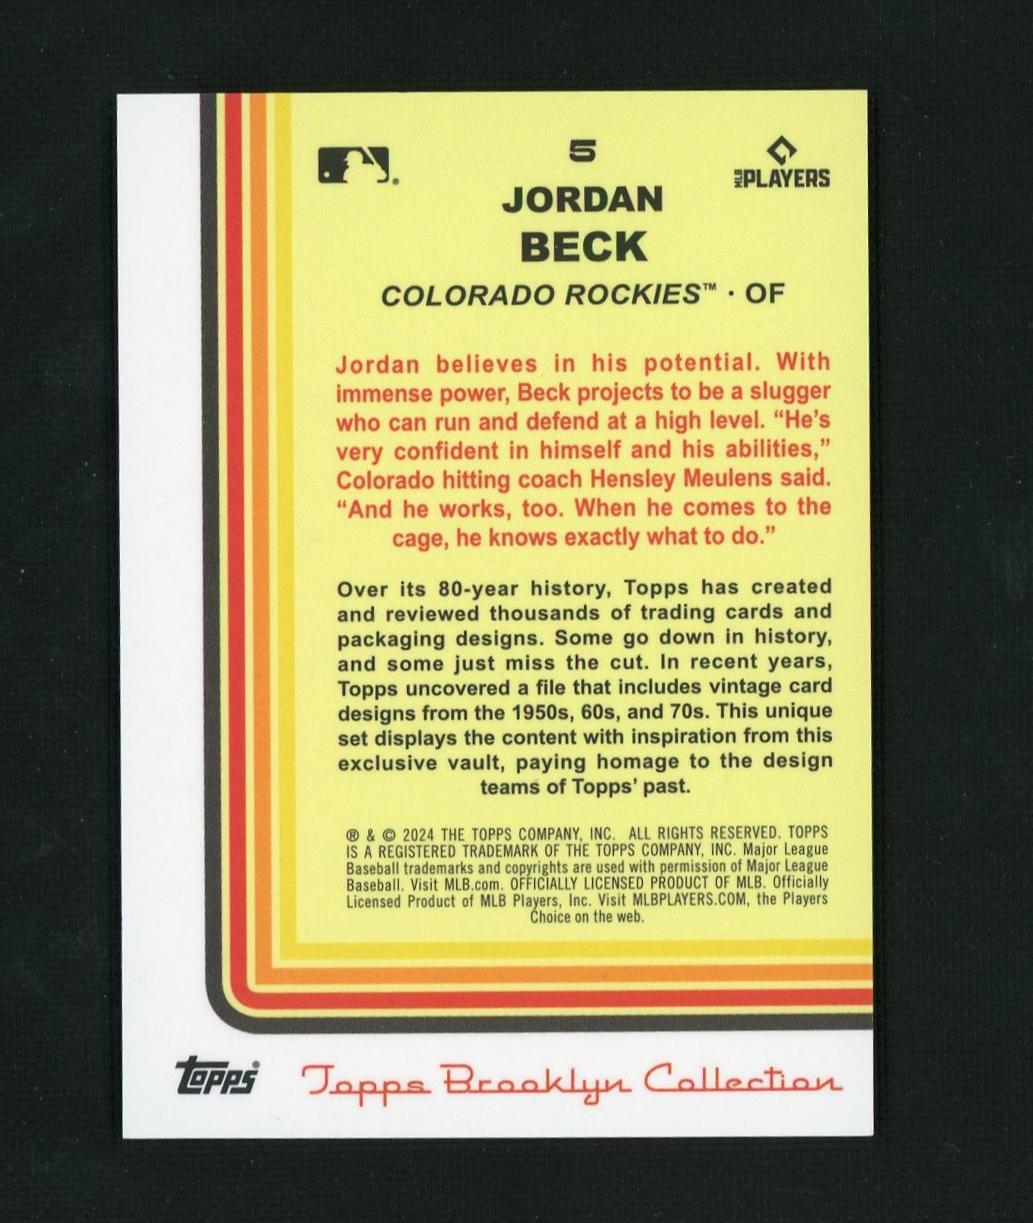 5
JORDAN
BECK
MLB PLAYERS
COLORADO ROCKIES™ · OF
Jordan believes in his potential. With
immense power, Beck projects to be a slugger
who can run and defend at a high level. “He’s
very confident in himself and his abilities,”
Colorado hitting coach Hensley Meulens said.
“And he works, too. When he comes to the
cage, he knows exactly what to do.”
Over its 80-year history, Topps has created
and reviewed thousands of trading cards and
packaging designs. Some go down in history,
and some just miss the cut. In recent years,
Topps uncovered a file that includes vintage card
designs from the 1950s, 60s, and 70s. This unique
set displays the content with inspiration from this
exclusive vault, paying homage to the design
teams of Topps’ past.
® & © 2024 THE TOPPS COMPANY, INC. ALL RIGHTS RESERVED. TOPPS
IS A REGISTERED TRADEMARK OF THE TOPPS COMPANY, INC. Major League
Baseball trademarks and copyrights are used with permission of Major League
Baseball. Visit MLB.com. OFFICIALLY LICENSED PRODUCT OF MLB. Officially
Licensed Product of MLB Players, Inc. Visit MLBPLAYERS.COM, the Players
Choice on the web.
topps® Topps Brooklyn Collection